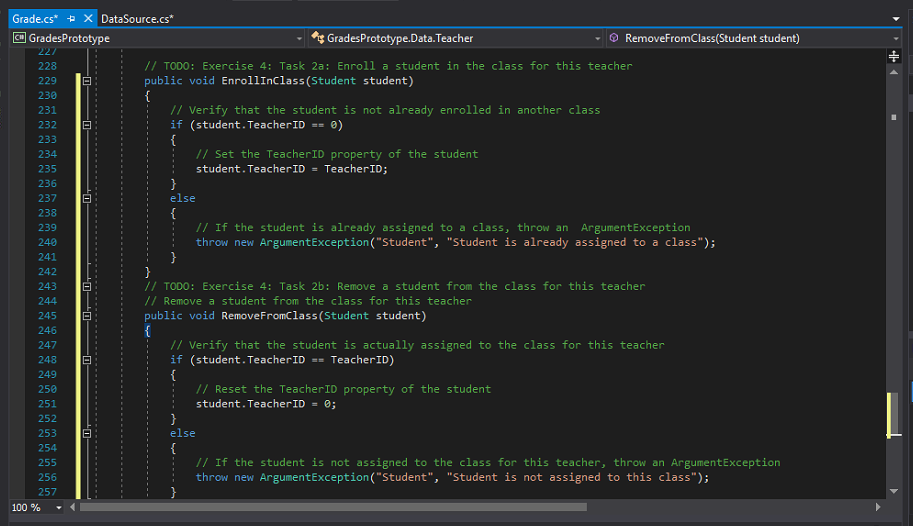 Grade.cs* DataSource.cs*
GradesPrototype GradesPrototype.Data.Teacher RemoveFromClass(Student student)
227
228 // TODO: Exercise 4: Task 2a: Enroll a student in the class for this teacher
229 public void EnrollInClass(Student student)
230 {
231 // Verify that the student is not already enrolled in another class
232 if (student.TeacherID == 0)
233 {
234 // Set the TeacherID property of the student
235 student.TeacherID = TeacherID;
236 }
237 else
238 {
239 // If the student is already assigned to a class, throw an  ArgumentException
240 throw new ArgumentException("Student", "Student is already assigned to a class");
241 }
242 }
243 // TODO: Exercise 4: Task 2b: Remove a student from the class for this teacher
244 // Remove a student from the class for this teacher
245 public void RemoveFromClass(Student student)
246 {
247 // Verify that the student is actually assigned to the class for this teacher
248 if (student.TeacherID == TeacherID)
249 {
250 // Reset the TeacherID property of the student
251 student.TeacherID = 0;
252 }
253 else
254 {
255 // If the student is not assigned to the class for this teacher, throw an ArgumentException
256 throw new ArgumentException("Student", "Student is not assigned to this class");
257 }
100 %